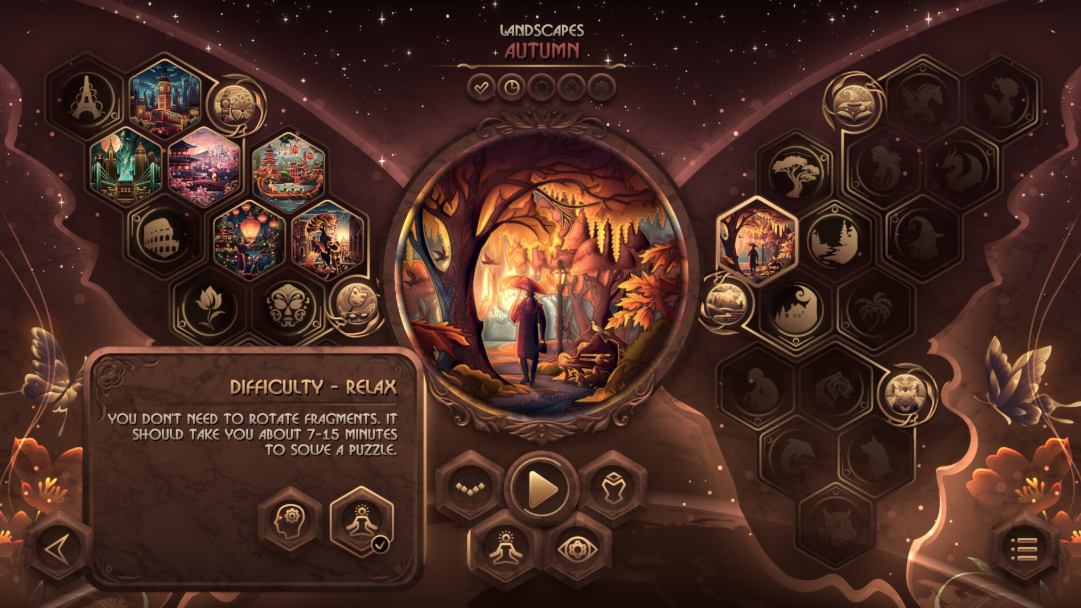 LANDSCAPES
AUTUMN
DIFFICULTY - RELAX
YOU DON'T NEED TO ROTATE FRAGMENTS. IT
SHOULD TAKE YOU ABOUT 7-15 MINUTES
TO SOLVE A PUZZLE.